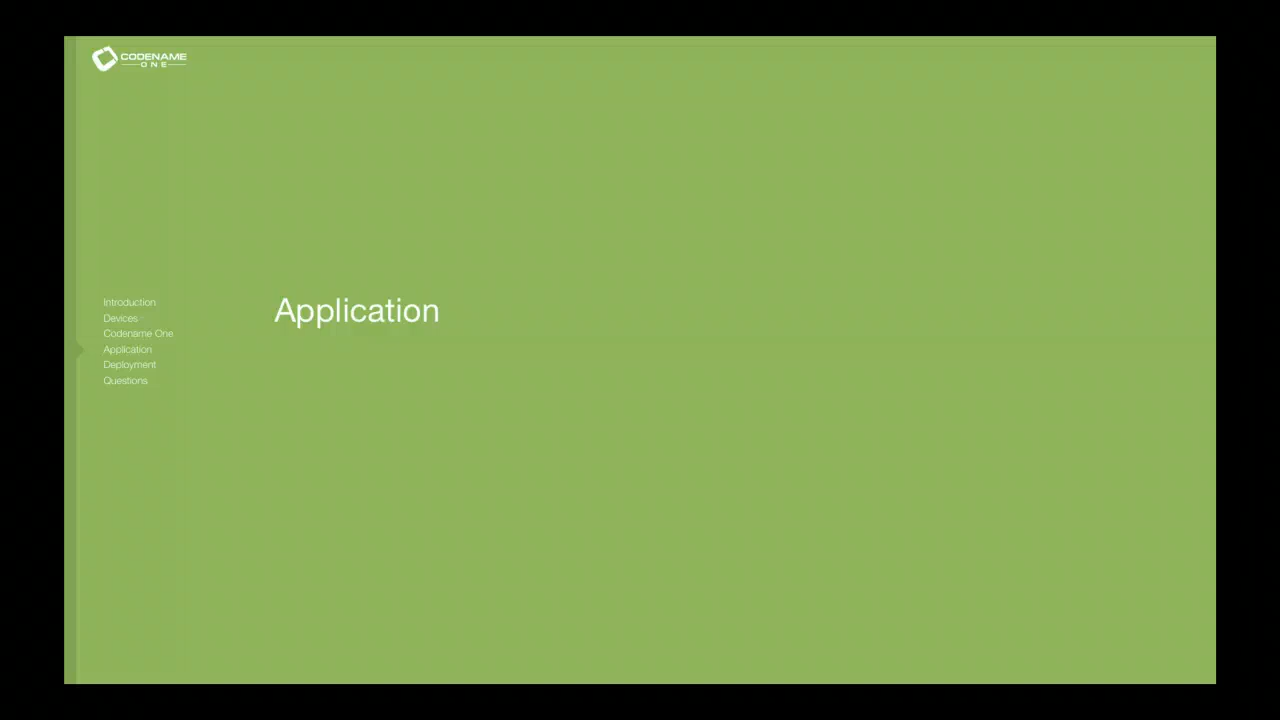 CODENAME
ONE
Introduction
Devices
Codename One
Application
Deployment
Questions
Application